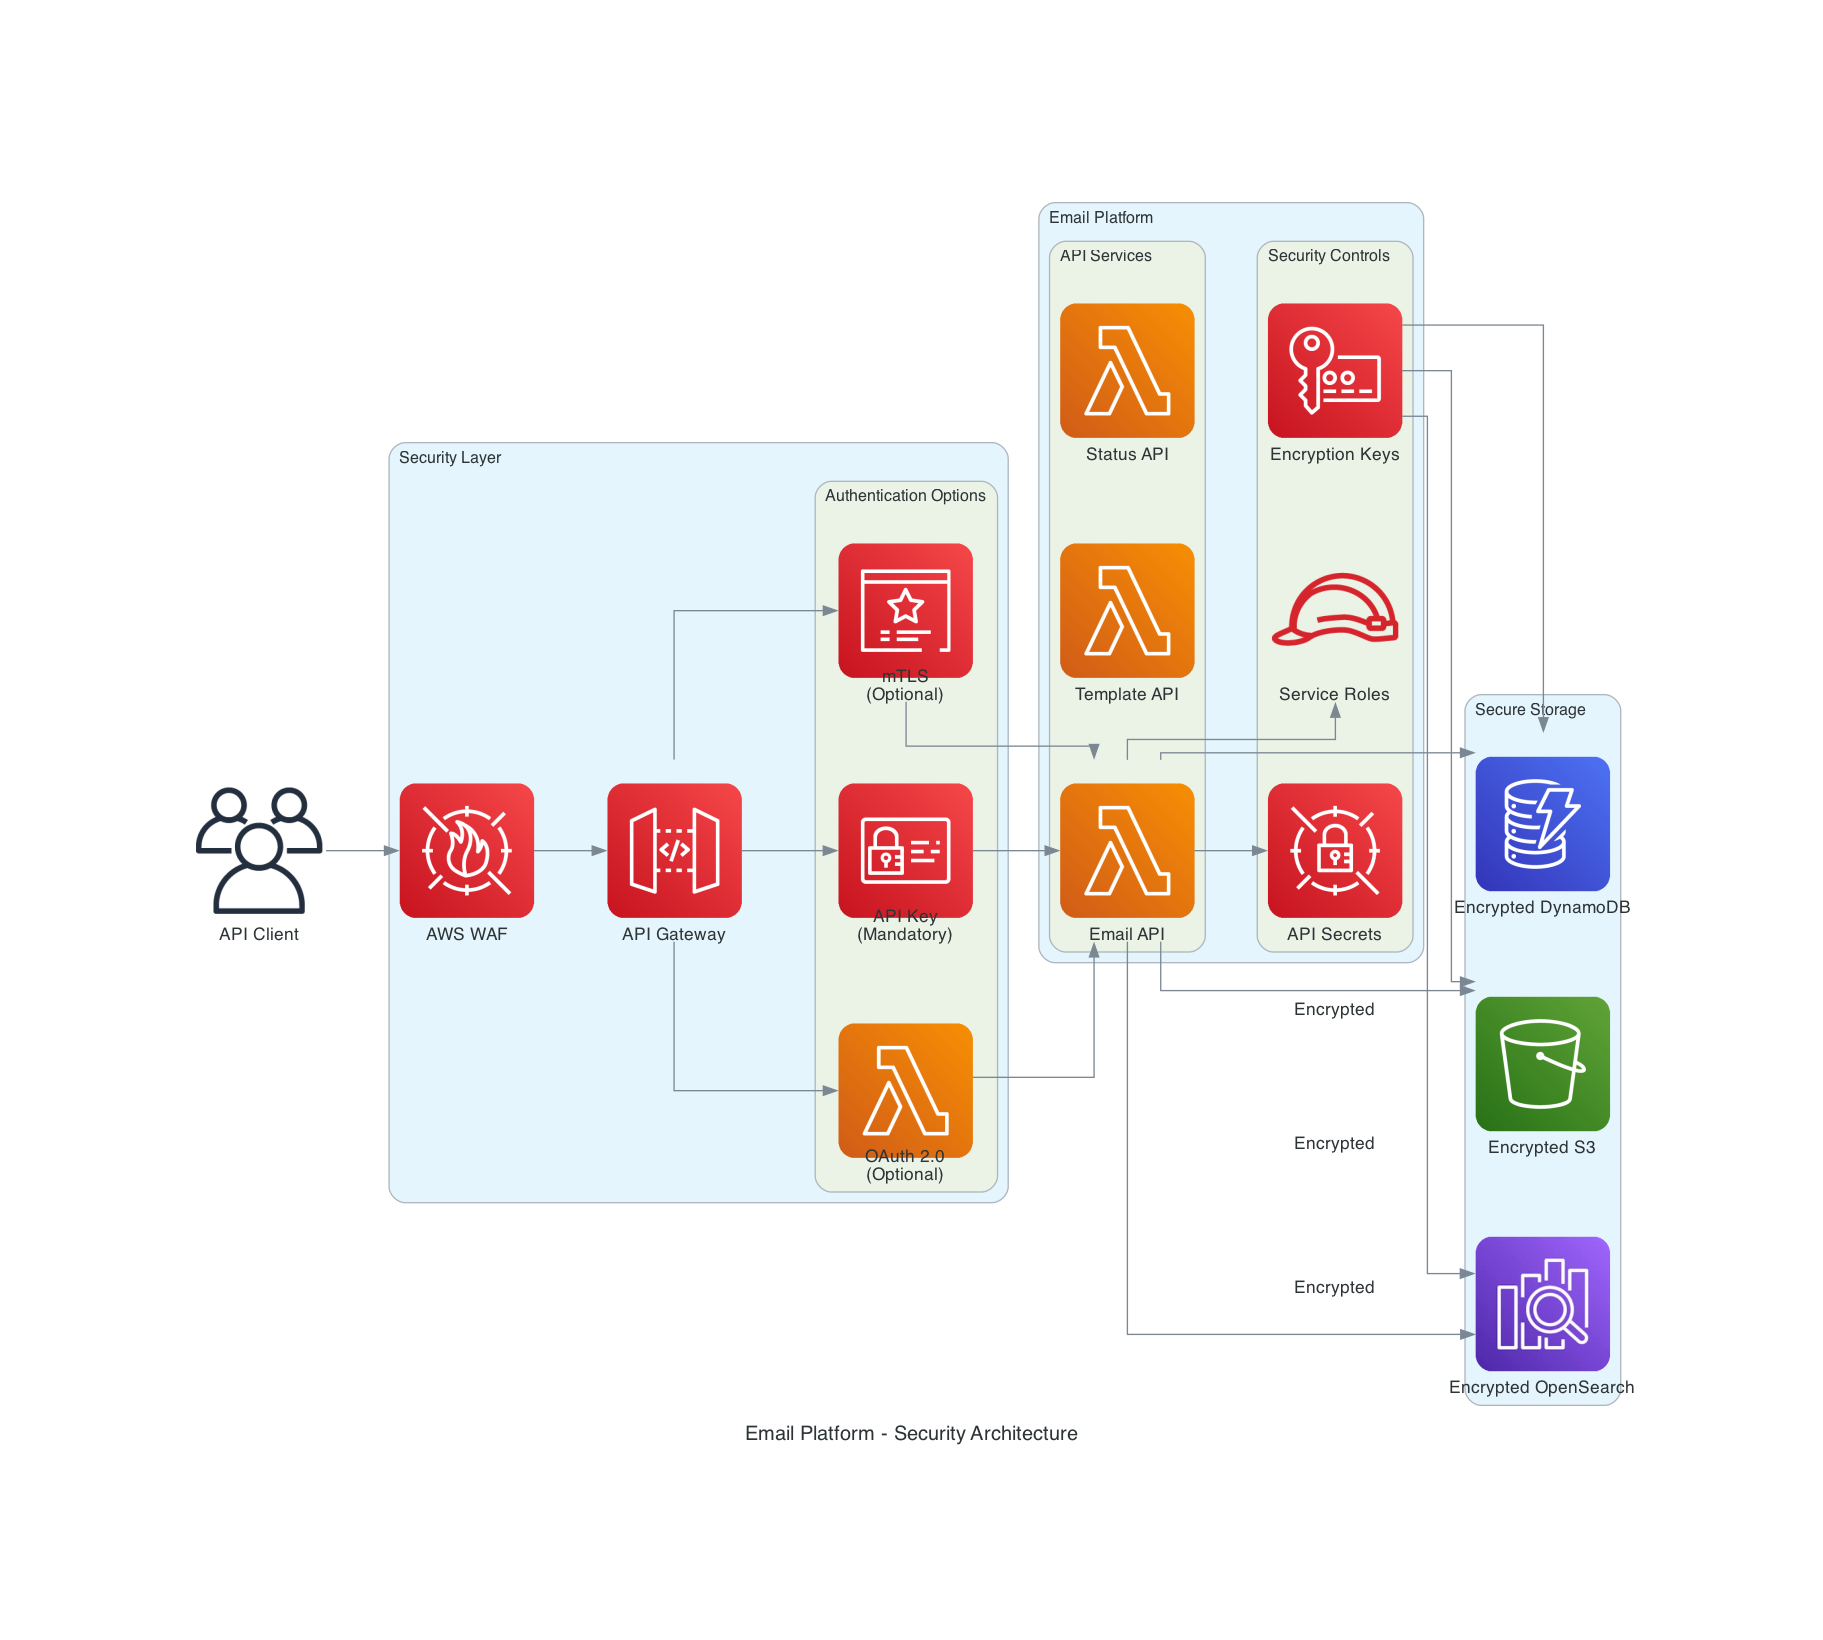 Email Platform
API Services
Security Controls
Status API
Encryption Keys
Security Layer
Authentication Options
mTLS
(Optional)
Template API
Service Roles
Secure Storage
API Client
AWS WAF
API Gateway
API Key
(Mandatory)
Email API
API Secrets
Encrypted DynamoDB
Encrypted
Encrypted
Encrypted S3
OAuth 2.0
(Optional)
Encrypted
Encrypted OpenSearch
Email Platform - Security Architecture